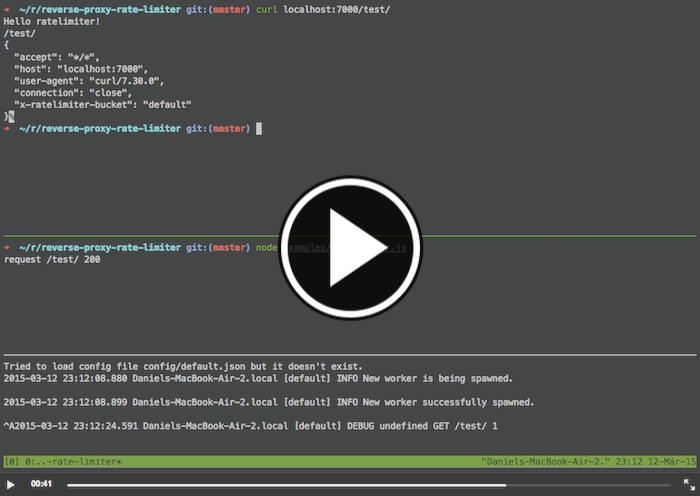 ➜ ~/r/reverse-proxy-rate-limiter git:(master) curl localhost:7000/test/
Hello ratelimiter!
/test/
{
"accept": "*/*",
"host": "localhost:7000",
"user-agent": "curl/7.30.0",
"connection": "close",
"x-ratelimiter-bucket": "default"
}%
➜ ~/r/reverse-proxy-rate-limiter git:(master)
➜ ~/r/reverse-proxy-rate-limiter git:(master) node
request /test/ 200
Tried to load config file config/default.json but it doesn't exist.
2015-03-12 23:12:08.880 Daniels-MacBook-Air-2.local [default] INFO New worker is being spawned.
2015-03-12 23:12:08.899 Daniels-MacBook-Air-2.local [default] INFO New worker successfully spawned.
^A2015-03-12 23:12:24.591 Daniels-MacBook-Air-2.local [default] DEBUG undefined GET /test/ 1
[0] 0:..-rate-limiter* "Daniels-MacBook-Air-2." 23:12 12-Már-15
00:41